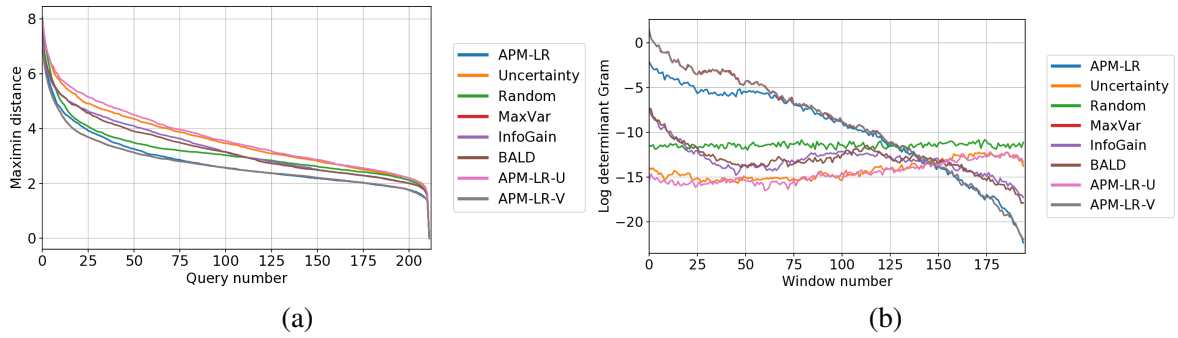 Maximin distance
8
6
4
2
0
0 25 50 75 100 125 150 175 200
Query number
APM-LR
Uncertainty
Random
MaxVar
InfoGain
BALD
APM-LR-U
APM-LR-V
(a)
Log determinant Gram
0
−5
−10
−15
−20
0 25 50 75 100 125 150 175
Window number
APM-LR
Uncertainty
Random
MaxVar
InfoGain
BALD
APM-LR-U
APM-LR-V
(b)